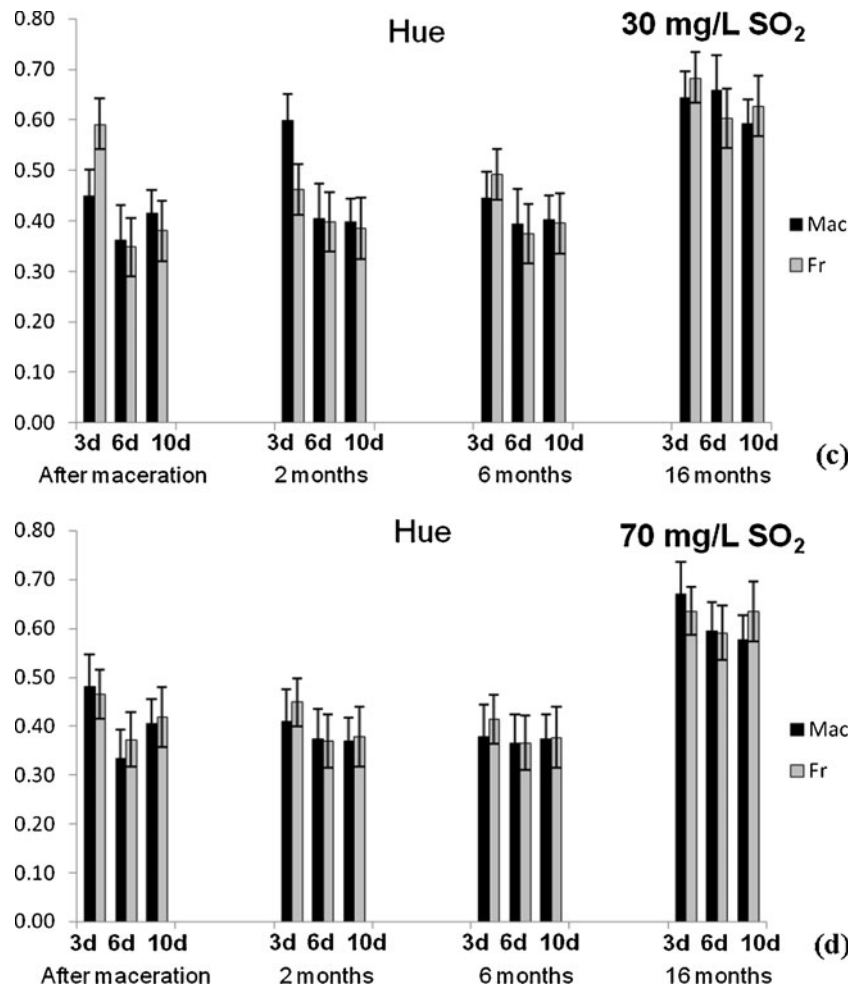 Hue 30 mg/L SO₂
0.80
0.70
0.60
0.50
0.40
0.30
0.20
0.10
0.00
Mac
Fr
3d 6d 10d 3d 6d 10d 3d 6d 10d 3d 6d 10d
After maceration 2 months 6 months 16 months (c)
Hue 70 mg/L SO₂
0.80
0.70
0.60
0.50
0.40
0.30
0.20
0.10
0.00
Mac
Fr
3d 6d 10d 3d 6d 10d 3d 6d 10d 3d 6d 10d
After maceration 2 months 6 months 16 months (d)